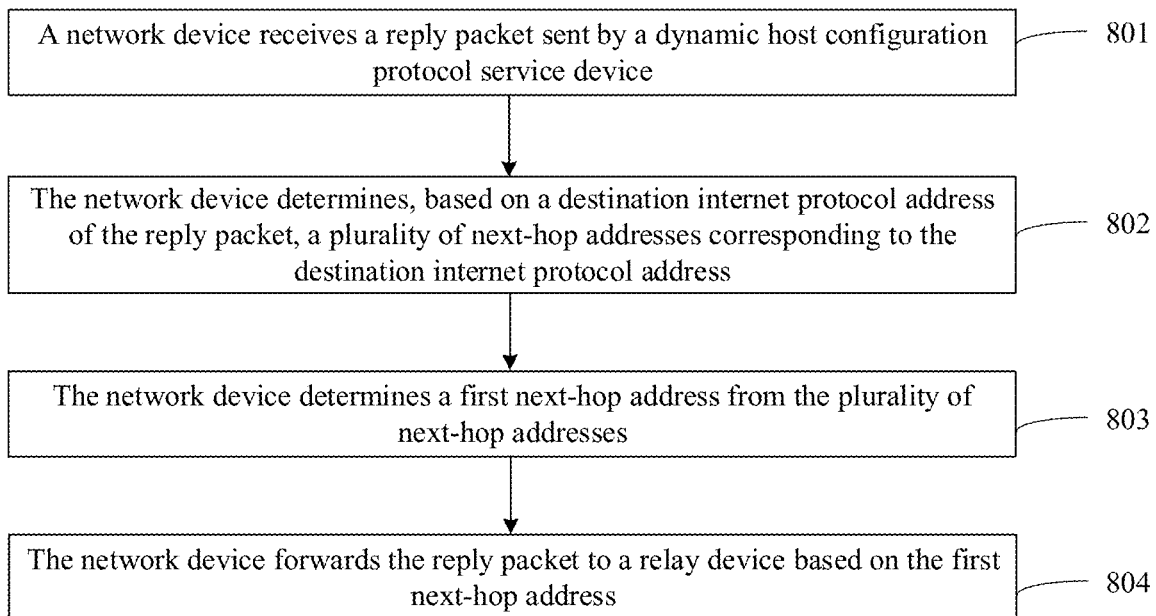 A network device receives a reply packet sent by a dynamic host configuration
protocol service device
801
The network device determines, based on a destination internet protocol address
of the reply packet, a plurality of next-hop addresses corresponding to the
destination internet protocol address
802
The network device determines a first next-hop address from the plurality of
next-hop addresses
803
The network device forwards the reply packet to a relay device based on the first
next-hop address
804